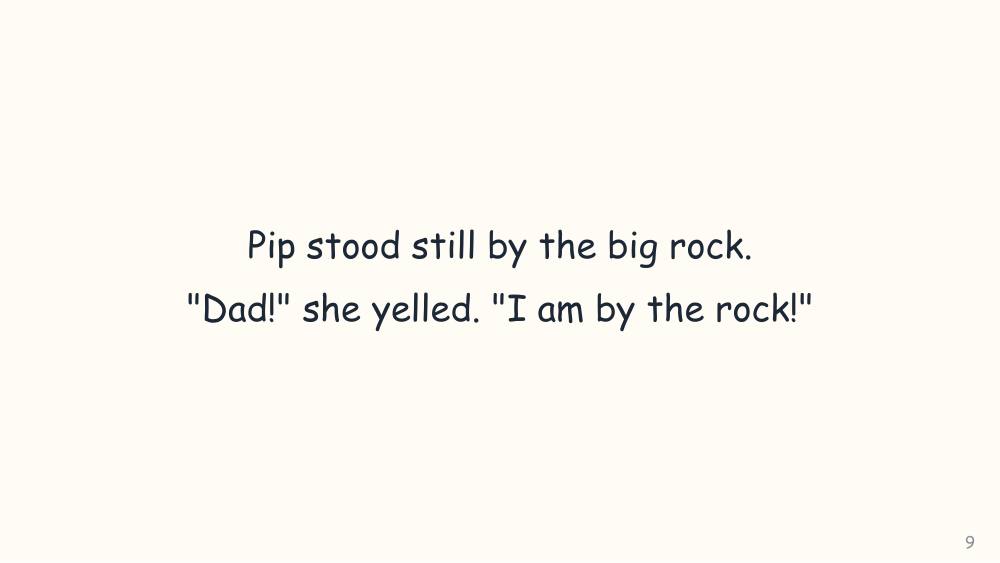 Pip stood still by the big rock.
"Dad!" she yelled. "I am by the rock!"
9